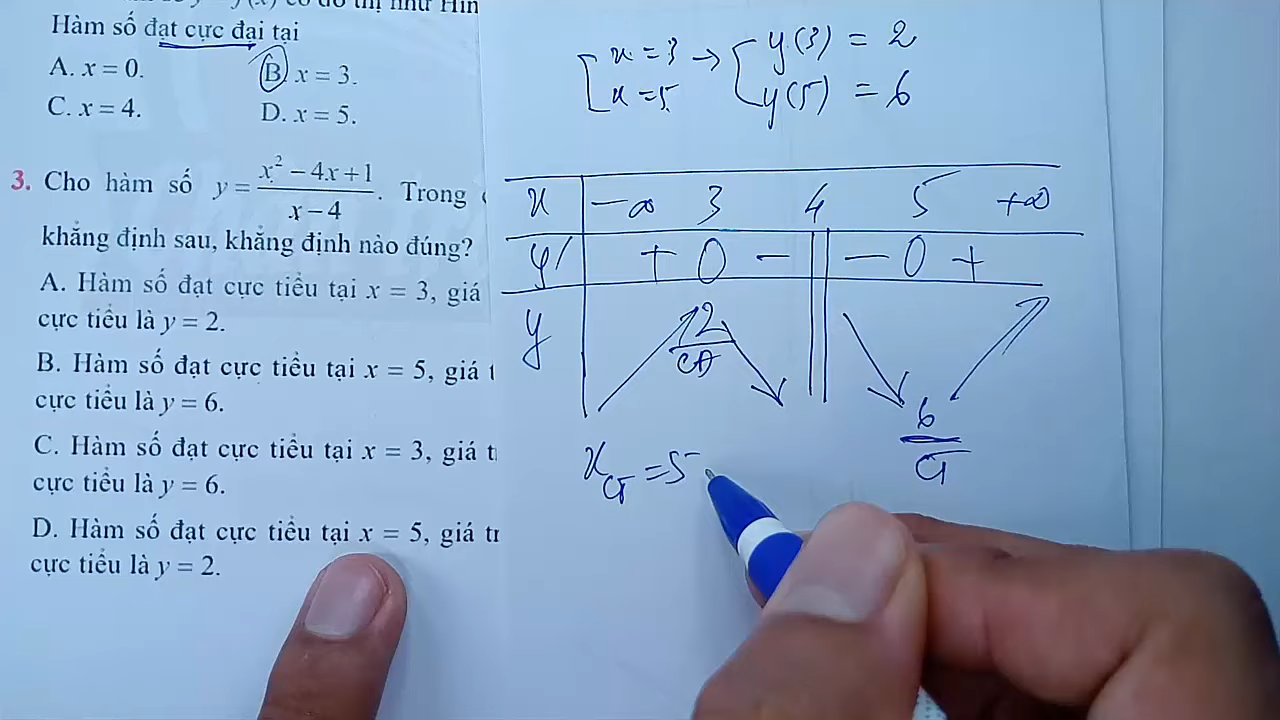 Hàm số đạt cực đại tại
A. x = 0.
B. x = 3.
C. x = 4.
D. x = 5.
3. Cho hàm số y = \frac{x^2 - 4x + 1}{x - 4}. Trong
khẳng định sau, khẳng định nào đúng?
A. Hàm số đạt cực tiểu tại x = 3, giá
cực tiểu là y = 2.
B. Hàm số đạt cực tiểu tại x = 5, giá
cực tiểu là y = 6.
C. Hàm số đạt cực tiểu tại x = 3, giá
cực tiểu là y = 6.
D. Hàm số đạt cực tiểu tại x = 5, giá
cực tiểu là y = 2.
x = 3 → y(3) = 2
x = 5 y(5) = 6
x -∞ 3 4 5 +∞
y' + 0 - || - 0 +
y 2
CĐ
6
CT
x_CT = 5